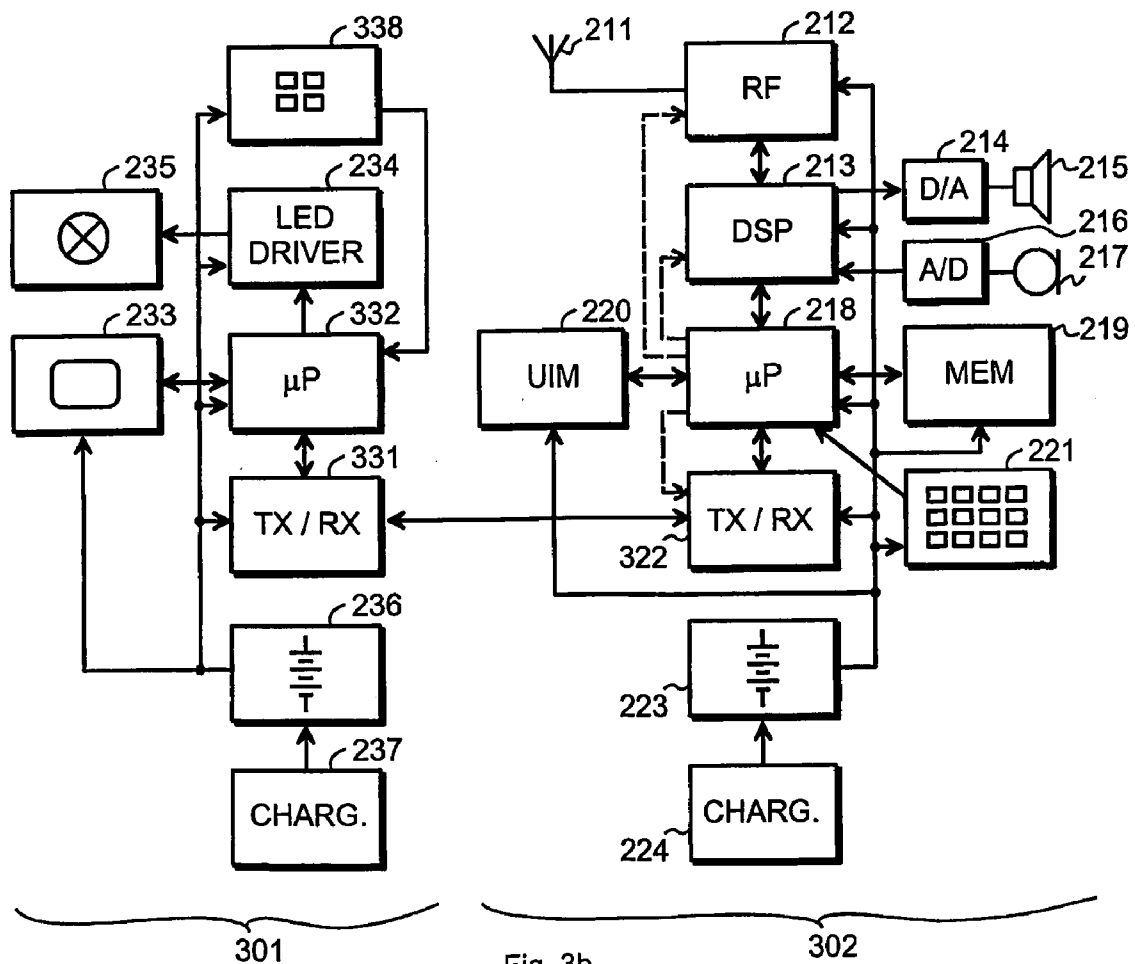 338
211
212
RF
235
234
LED
DRIVER
213
DSP
214
D/A
215
216
A/D
217
233
332
μP
220
UIM
218
μP
219
MEM
331
TX / RX
322
TX / RX
221
236
223
237
CHARG.
224
CHARG.
301
302
Fig. 3b